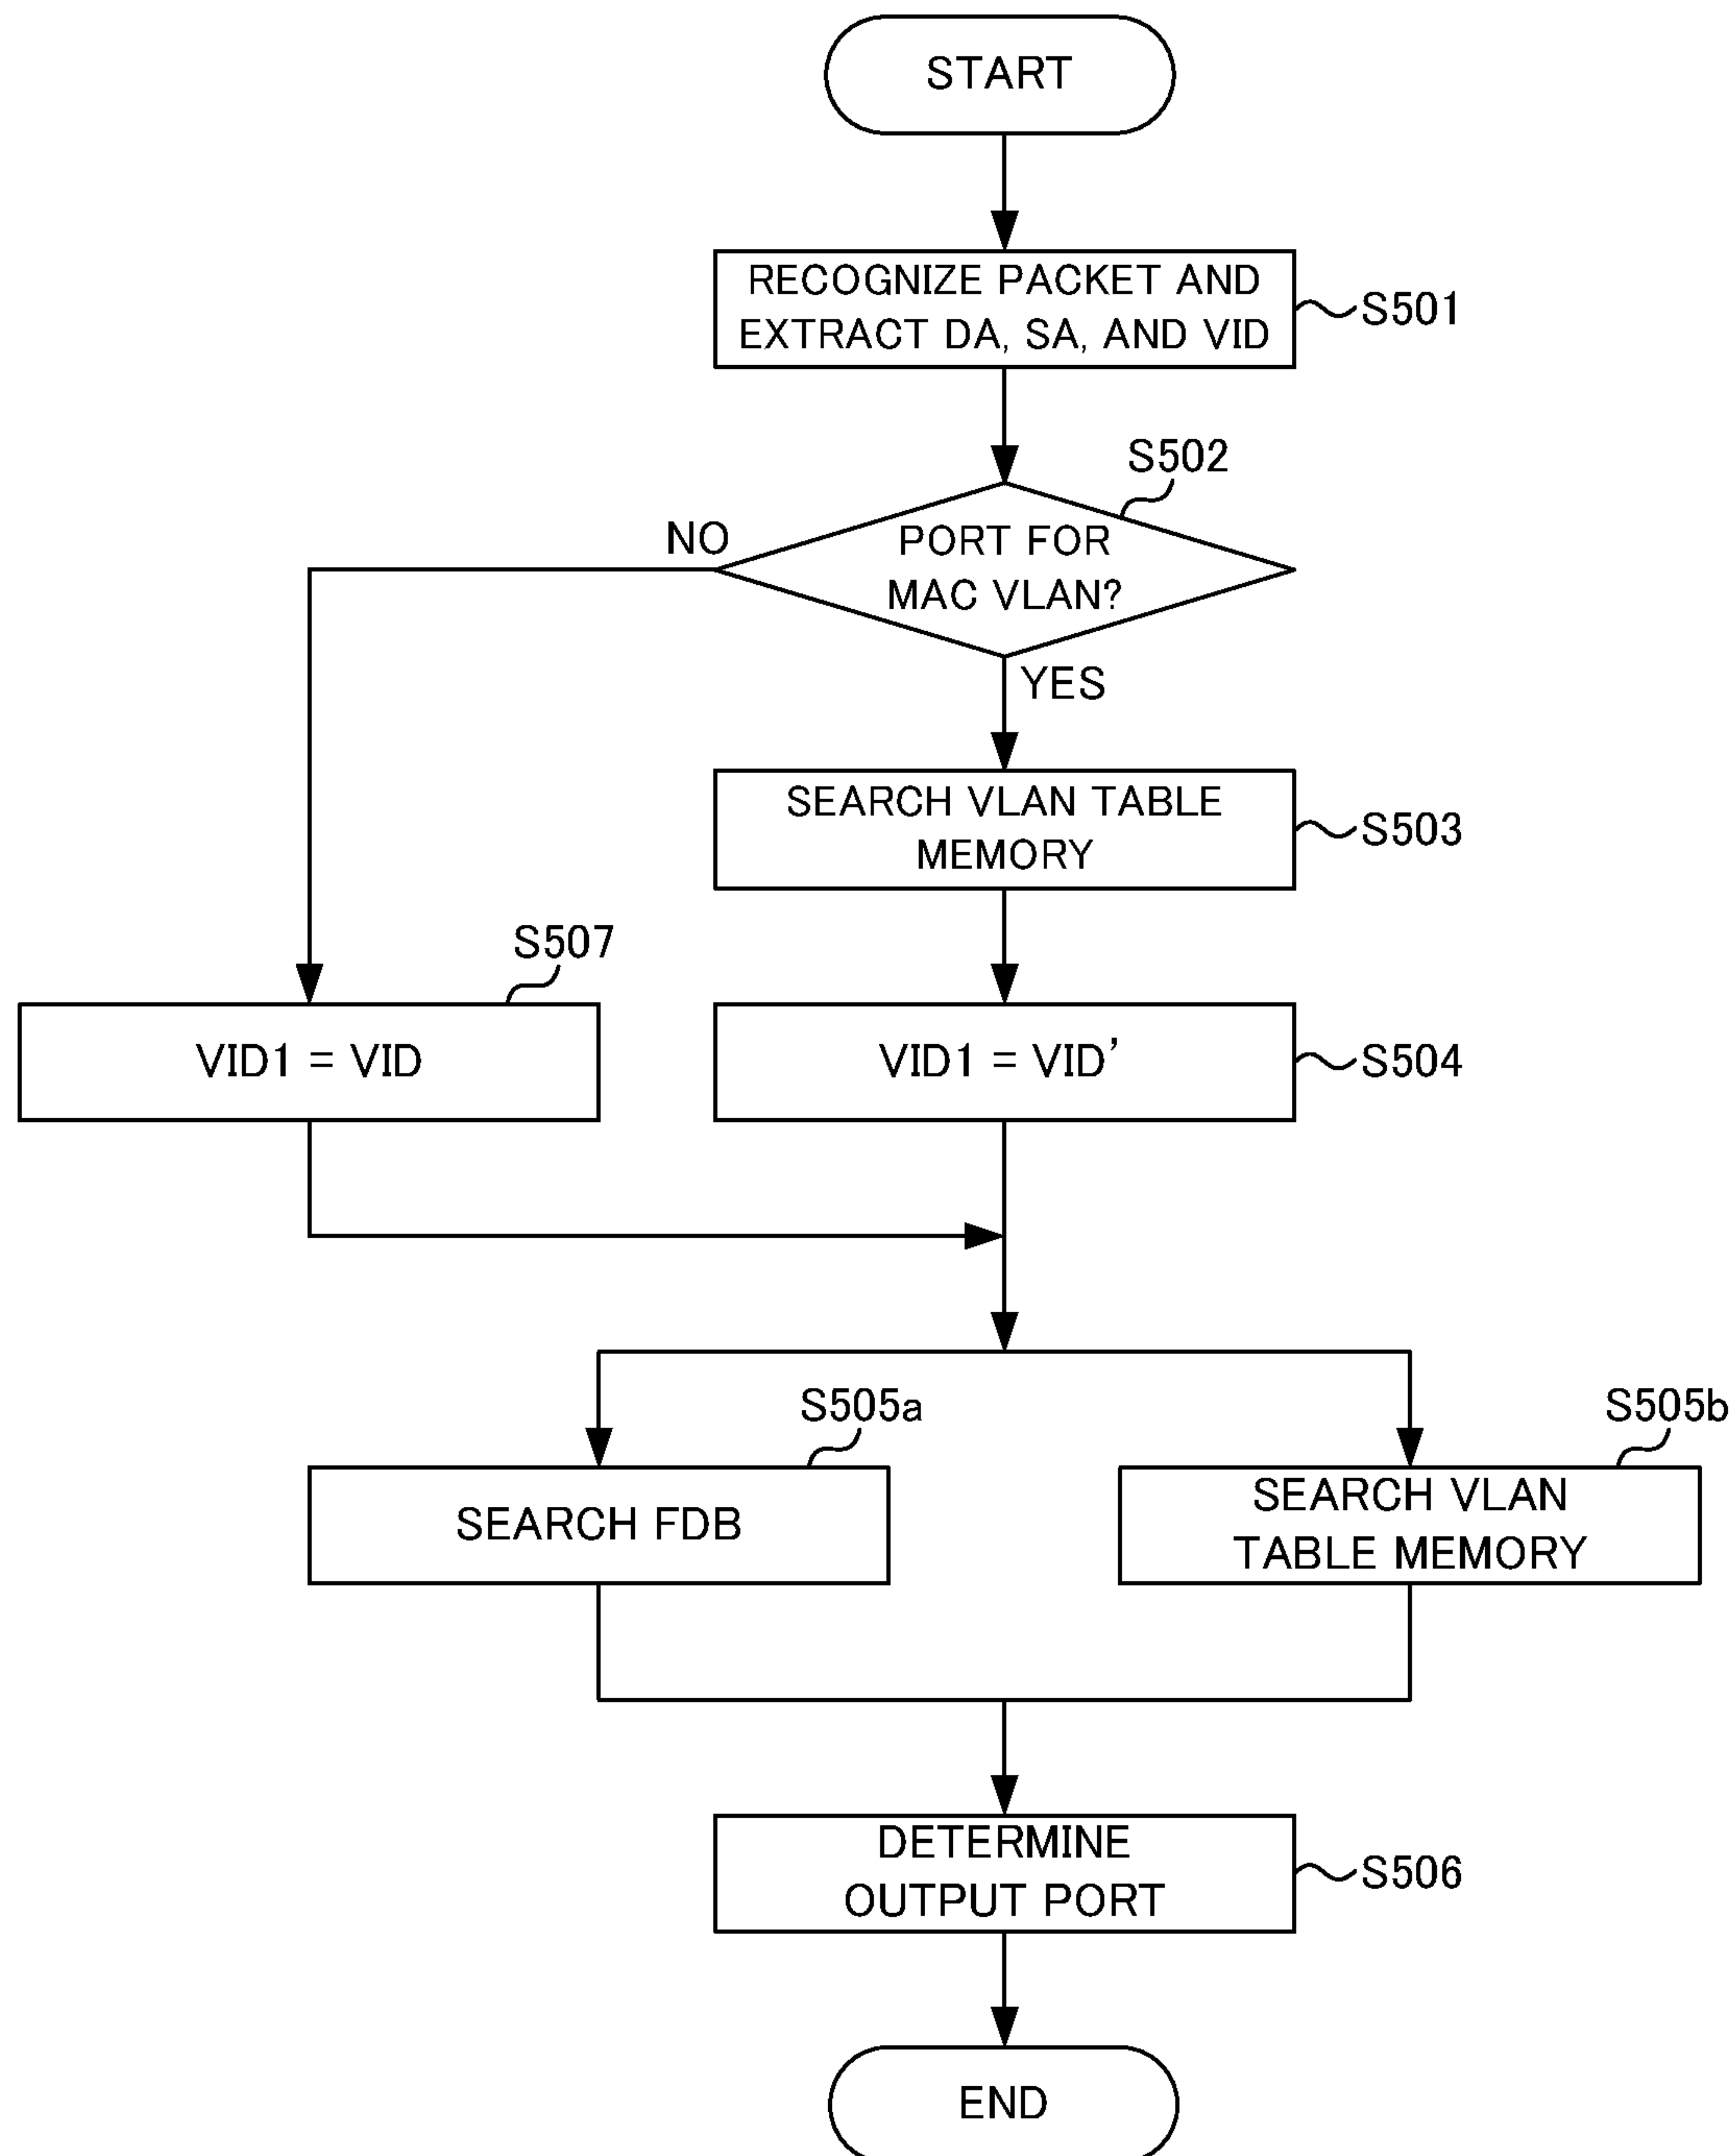 START
RECOGNIZE PACKET AND
EXTRACT DA, SA, AND VID
S501
S502
NO
PORT FOR
MAC VLAN?
YES
SEARCH VLAN TABLE
MEMORY
S503
S507
VID1 = VID
VID1 = VID’
S504
S505a
S505b
SEARCH FDB
SEARCH VLAN
TABLE MEMORY
DETERMINE
OUTPUT PORT
S506
END